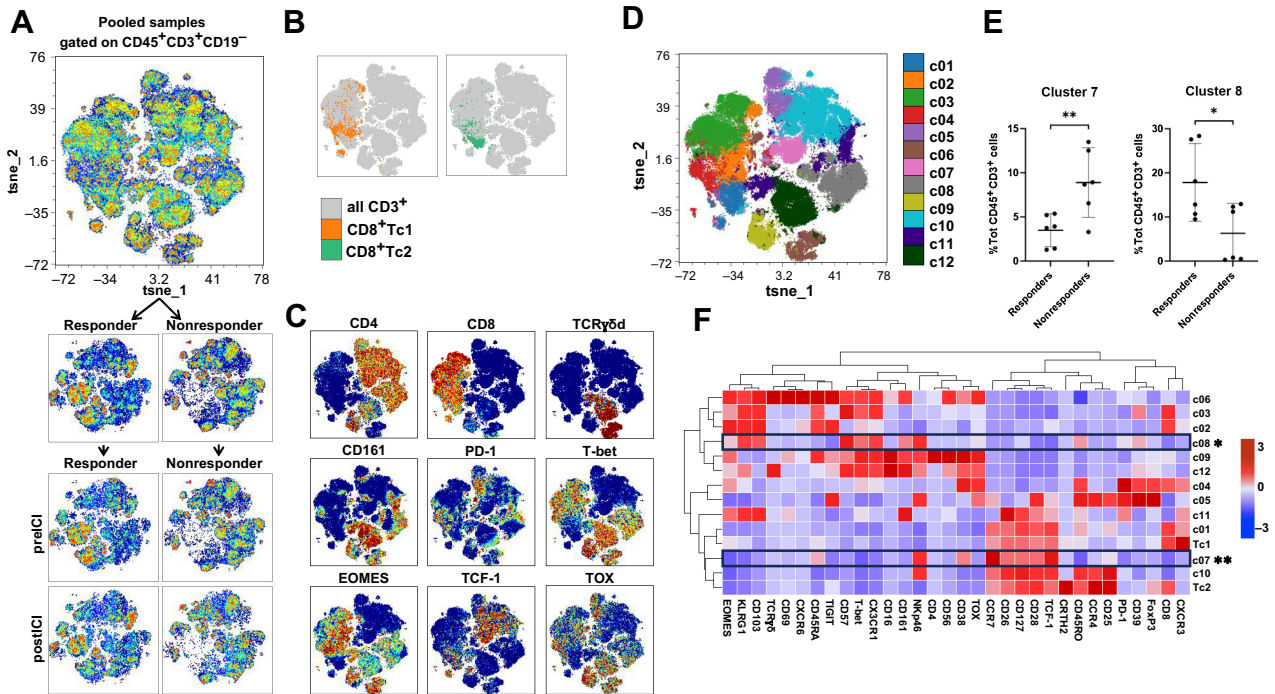 A
Pooled samples
gated on CD45⁺CD3⁺CD19⁻
76
39
1.6
−35
−72
tsne_2
−72
−34
3.2
41
78
tsne_1
Responder
Nonresponder
Responder
Nonresponder
preICI
postICI
B
all CD3⁺
CD8⁺Tc1
CD8⁺Tc2
C
CD4
CD8
TCRγδd
CD161
PD-1
T-bet
EOMES
TCF-1
TOX
D
76
39
1.6
−35
−72
tsne_2
−72
−34
3.2
41
78
tsne_1
c01
c02
c03
c04
c05
c06
c07
c08
c09
c10
c11
c12
E
Cluster 7
**
15
10
5
0
%Tot CD45⁺ CD3⁺ cells
Responders
Nonresponders
Cluster 8
*
30
20
10
0
%Tot CD45⁺ CD3⁺ cells
Responders
Nonresponders
F
c06
c03
c02
c08 *
c09
c12
c04
c05
c11
c01
Tc1
c07 **
c10
Tc2
EOMES
KLRG1
CD103
TCRγδ
CD69
CXCR6
CD45RA
TIGIT
CD57
T-bet
CX3CR1
CD16
CD161
NKp46
CD4
CD56
CD38
TOX
CCR7
CD26
CD127
CD28
TCF-1
CRTH2
CD45RO
CCR4
CD25
PD-1
CD39
FoxP3
CD8
CXCR3
3
0
−3